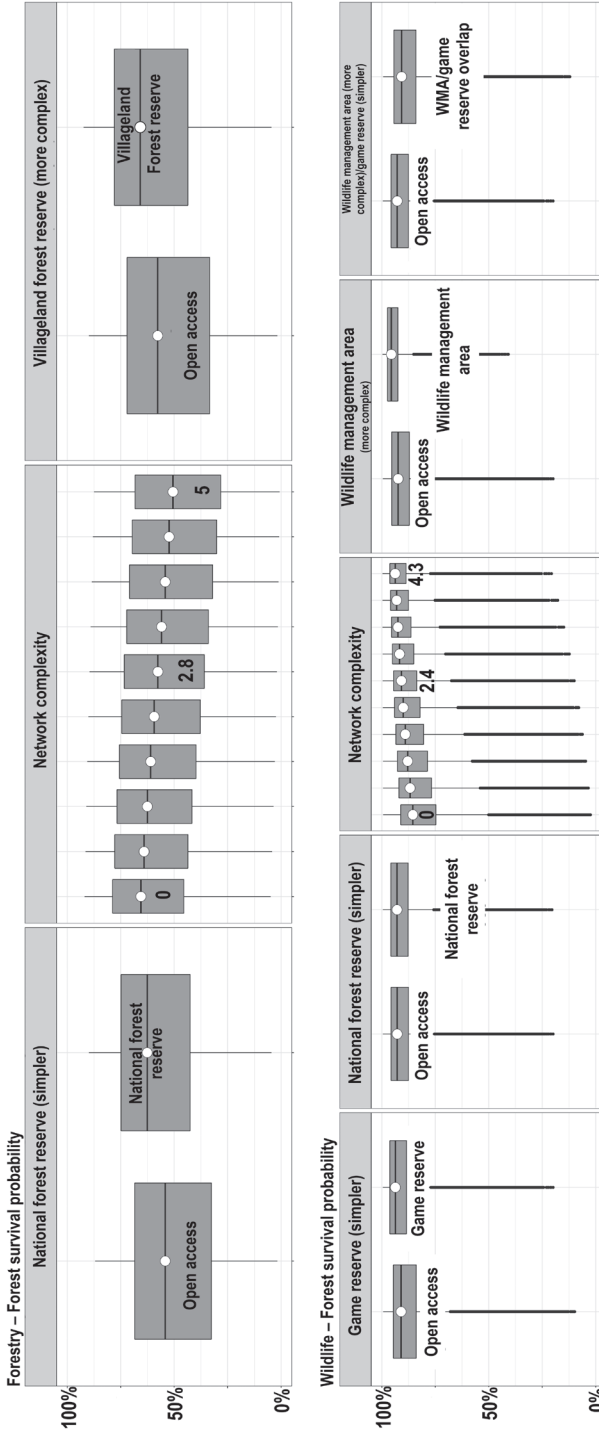 Forestry – Forest survival probability
National forest reserve (simpler)
Network complexity
Villageland forest reserve (more complex)
100%
50%
0%
Open access
National forest
reserve
0
2.8
5
Open access
Villageland
Forest reserve
Wildlife – Forest survival probability
Game reserve (simpler)
National forest reserve (simpler)
Network complexity
Wildlife management area
(more complex)
Wildlife management area (more
complex)/game reserve (simpler)
100%
50%
0%
Open access
Game reserve
Open access
National forest
reserve
0
2.4
4.3
Open access
Wildlife management
area
Open access
WMA/game
reserve overlap